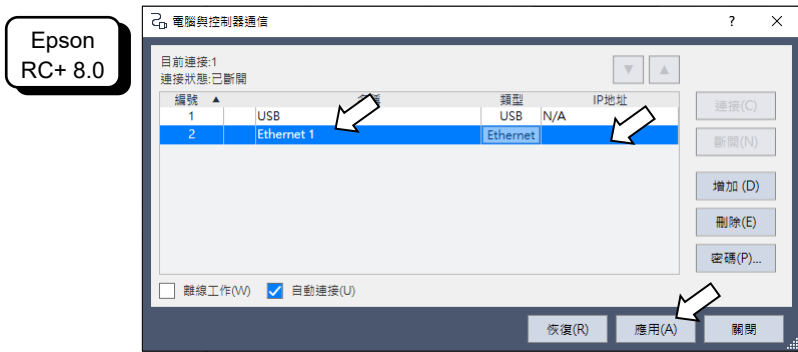 Epson
RC+ 8.0
電腦與控制器通信
?
目前連接:1
連接狀態:已斷開
編號 類型 IP地址
1 USB USB N/A
2 Ethernet 1 Ethernet
連接(C)
斷開(N)
增加 (D)
刪除(E)
密碼(P)...
離線工作(W) 自動連接(U)
恢復(R) 應用(A) 關閉